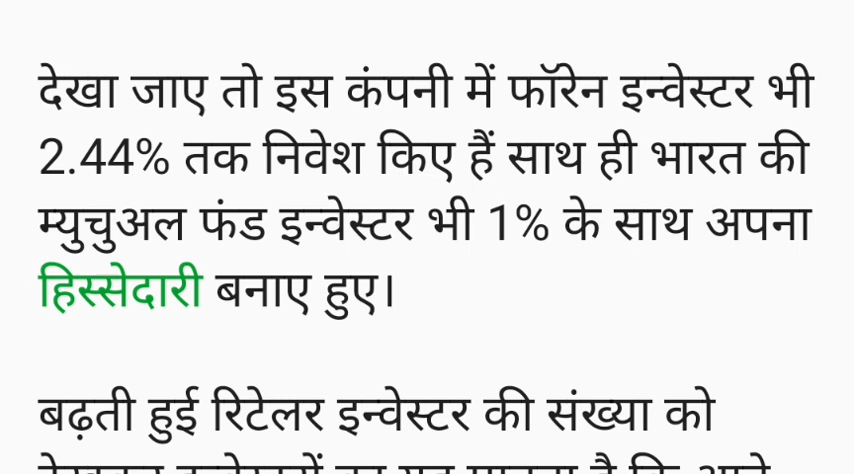 देखा जाए तो इस कंपनी में फॉरेन इन्वेस्टर भी
2.44% तक निवेश किए हैं साथ ही भारत की
म्युचुअल फंड इन्वेस्टर भी 1% के साथ अपना
हिस्सेदारी बनाए हुए।
बढ़ती हुई रिटेलर इन्वेस्टर की संख्या को